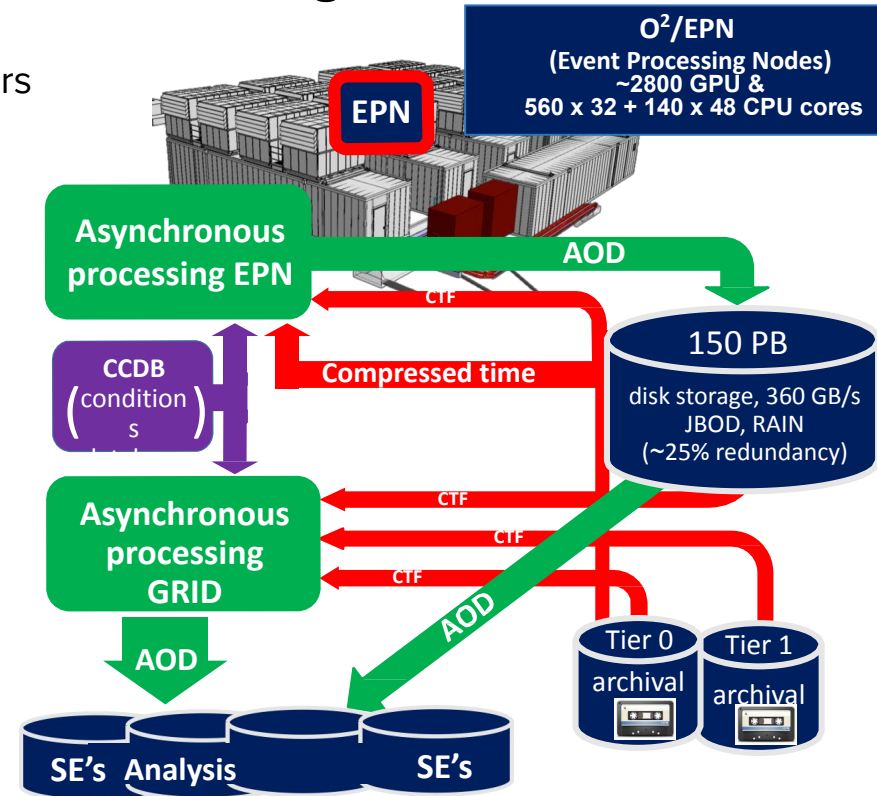 rs
O²/EPN
(Event Processing Nodes)
~2800 GPU &
560 x 32 + 140 x 48 CPU cores
EPN
Asynchronous
processing EPN
AOD
CTF
CCDB
(condition
s
)
Compressed time
150 PB
disk storage, 360 GB/s
JBOD, RAIN
(~25% redundancy)
Asynchronous
processing
GRID
CTF
CTF
CTF
AOD
AOD
Tier 0
archival
Tier 1
archival
SE's
Analysis
SE's